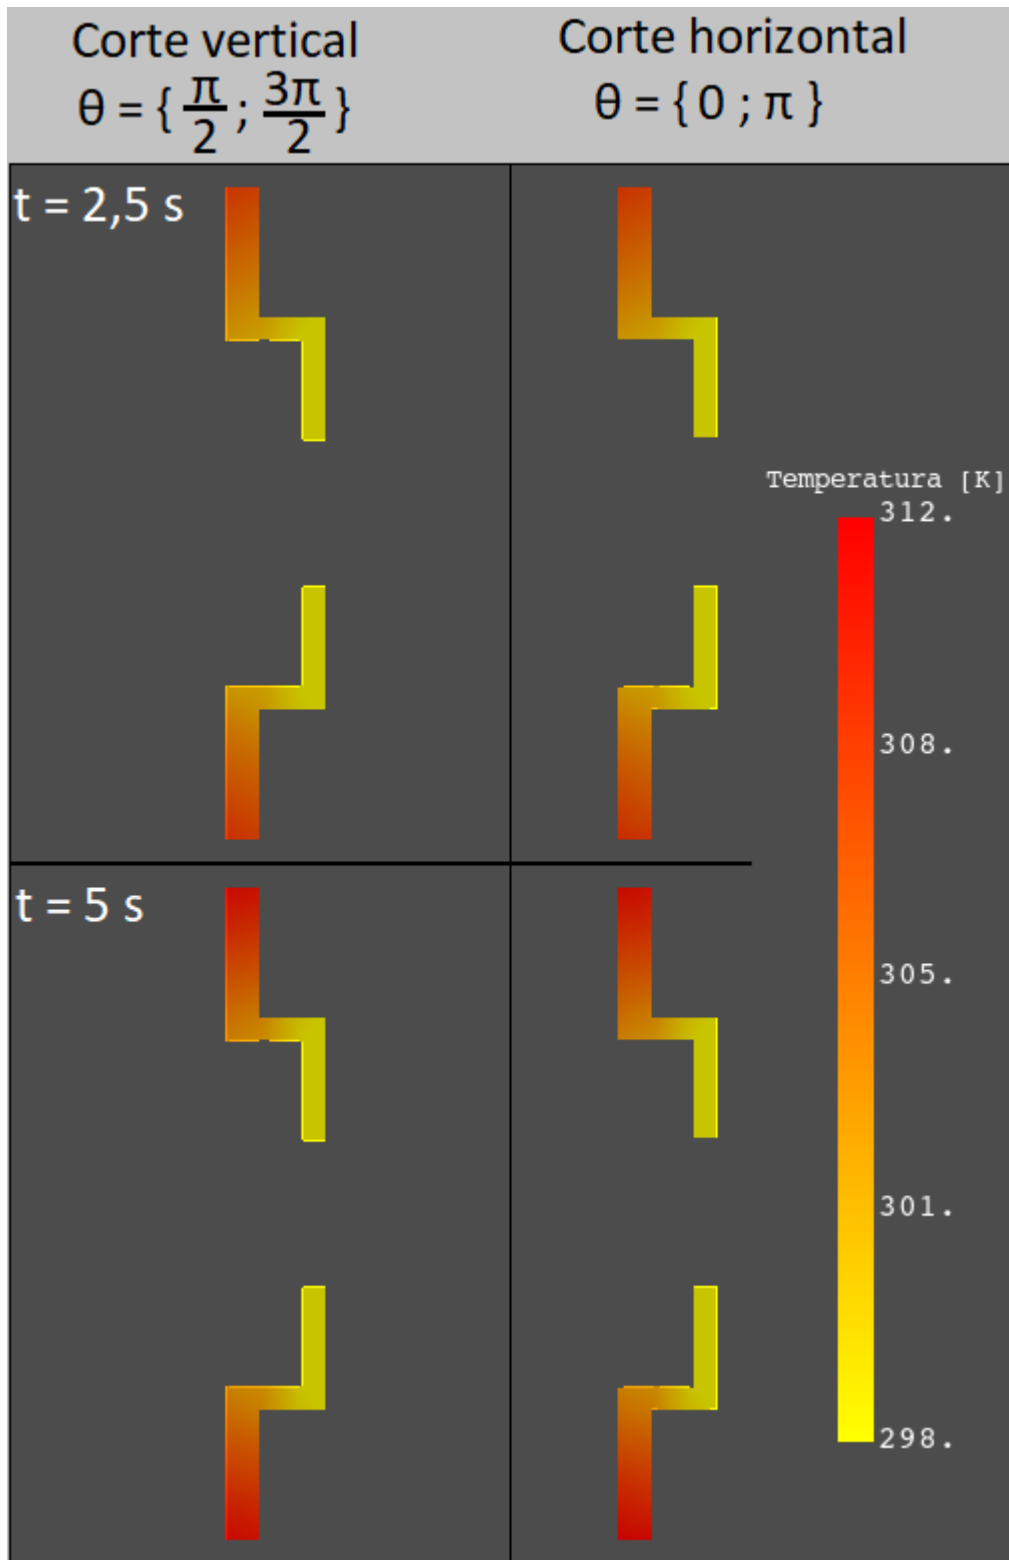 Corte vertical
θ = { π/2 ; 3π/2 }
Corte horizontal
θ = { 0 ; π }
t = 2,5 s
Temperatura [K]
312.
308.
305.
301.
298.
t = 5 s